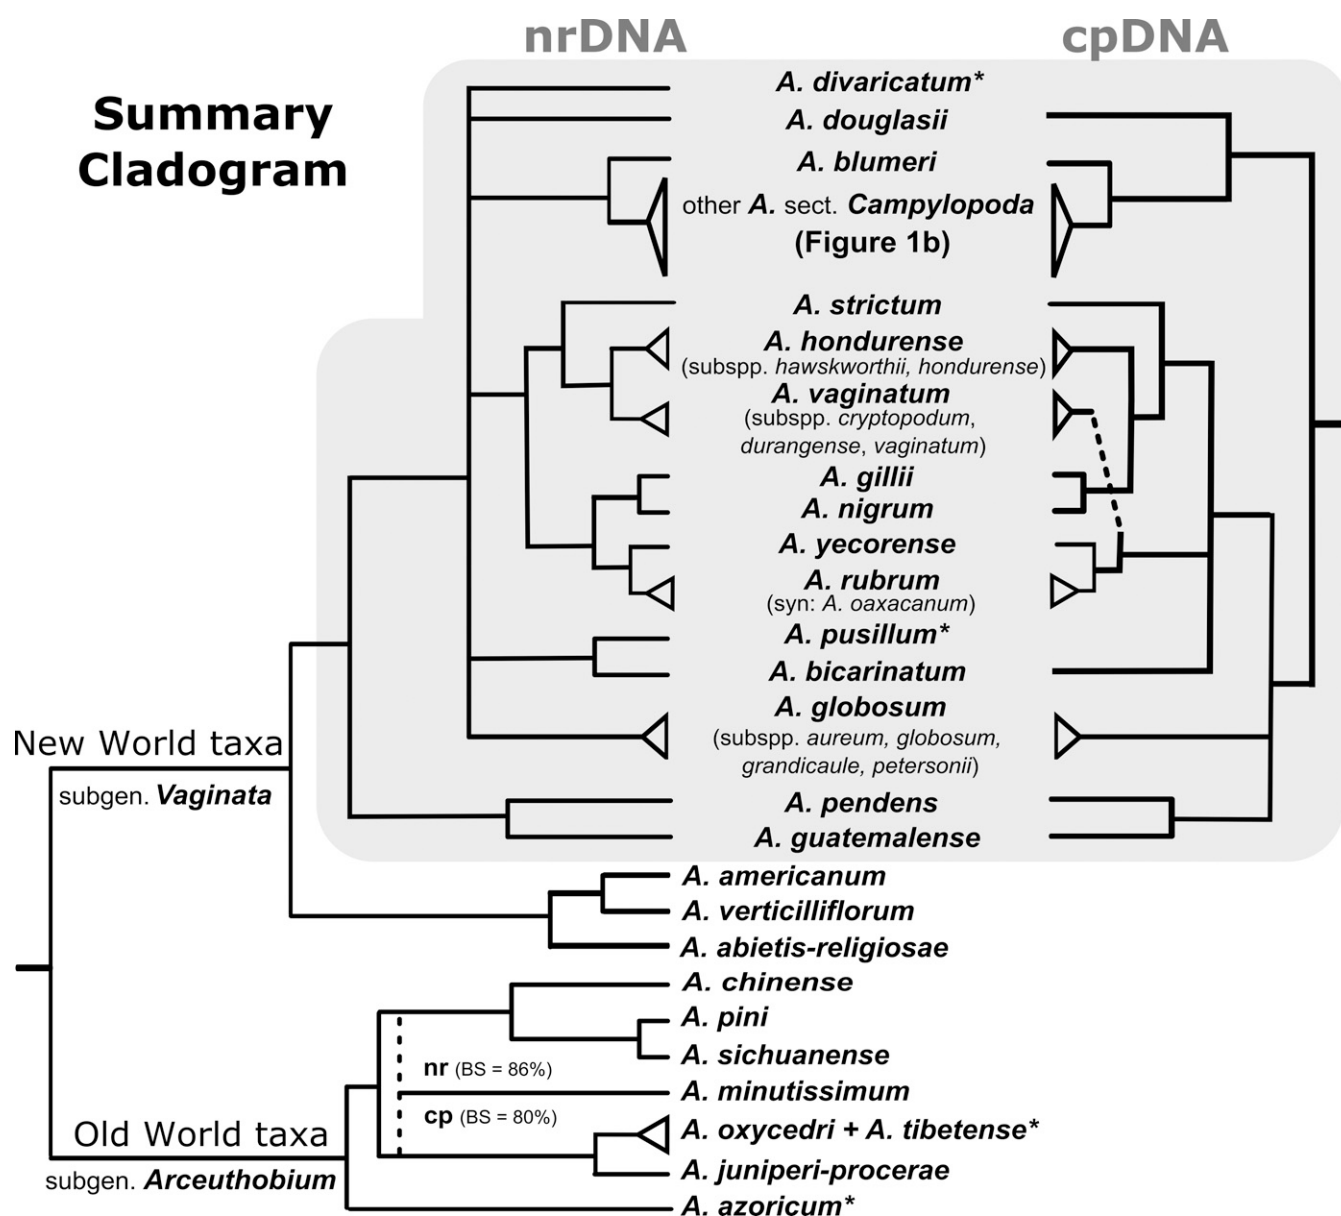 nrDNA
cpDNA
Summary
Cladogram
A. divaricatum*
A. douglasii
A. blumeri
other A. sect. Campylopoda
(Figure 1b)
A. strictum
A. hondurense
(subspp. hawskworthii, hondurense)
A. vaginatum
(subspp. cryptopodum,
durangense, vaginatum)
A. gillii
A. nigrum
A. yecorense
A. rubrum
(syn: A. oaxacanum)
A. pusillum*
A. bicarinatum
A. globosum
(subspp. aureum, globosum,
grandicaule, petersonii)
A. pendens
A. guatemalense
New World taxa
subgen. Vaginata
A. americanum
A. verticilliflorum
A. abietis-religiosae
A. chinense
A. pini
A. sichuanense
nr (BS = 86%)
A. minutissimum
cp (BS = 80%)
A. oxycedri + A. tibetense*
A. juniperi-procerae
A. azoricum*
Old World taxa
subgen. Arceuthobium